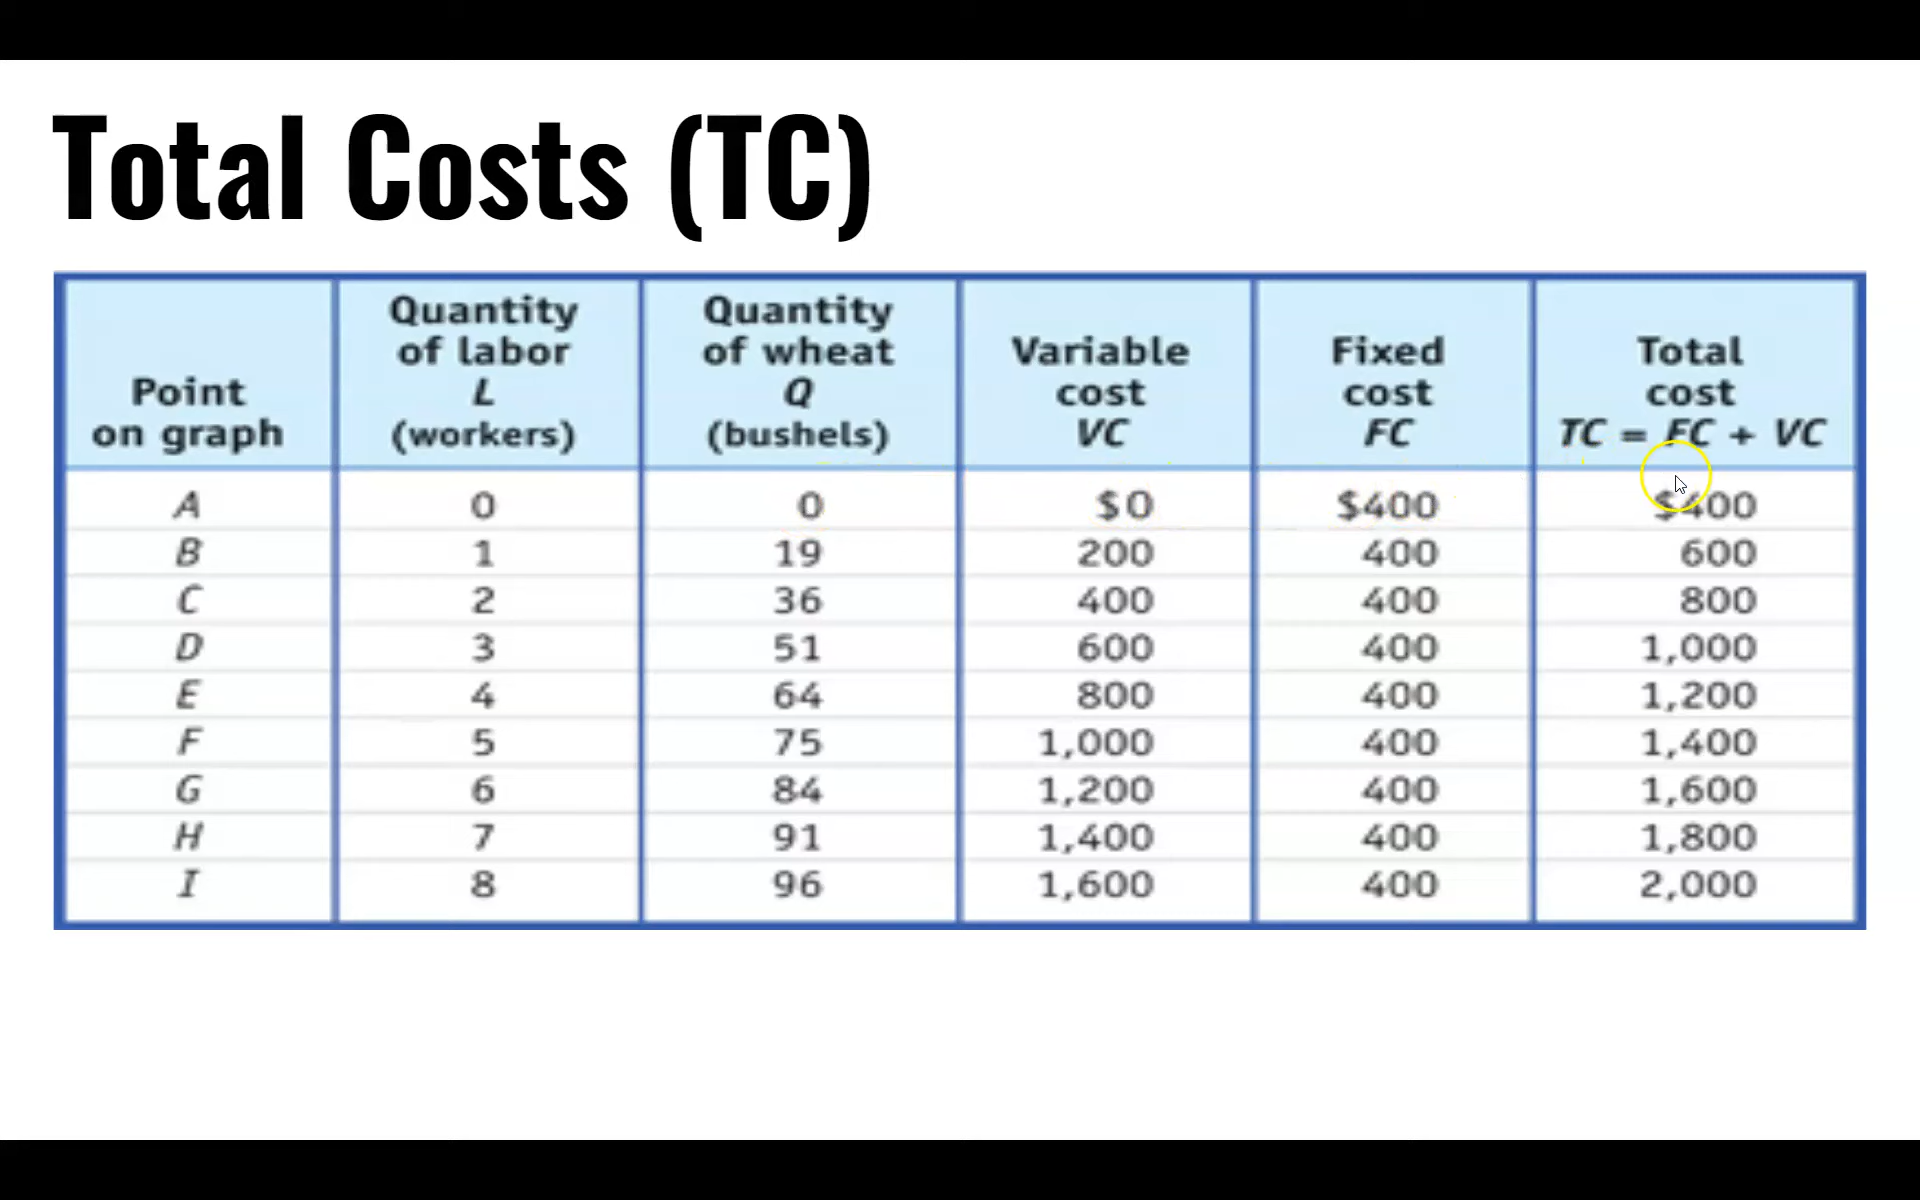 Total Costs (TC)
Point on graph | Quantity of labor L (workers) | Quantity of wheat Q (bushels) | Variable cost VC | Fixed cost FC | Total cost TC = FC + VC
A 0 0 $0 $400 $400
B 1 19 200 400 600
C 2 36 400 400 800
D 3 51 600 400 1,000
E 4 64 800 400 1,200
F 5 75 1,000 400 1,400
G 6 84 1,200 400 1,600
H 7 91 1,400 400 1,800
I 8 96 1,600 400 2,000